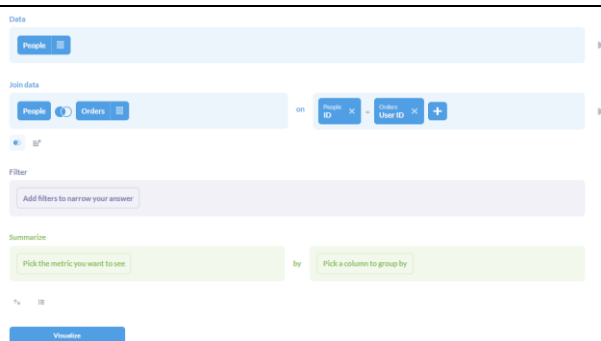 Data
People
Join data
People Orders on People ID = Orders User ID +
Filter
Add filters to narrow your answer
Summarize
Pick the metric you want to see by Pick a column to group by
Visualize